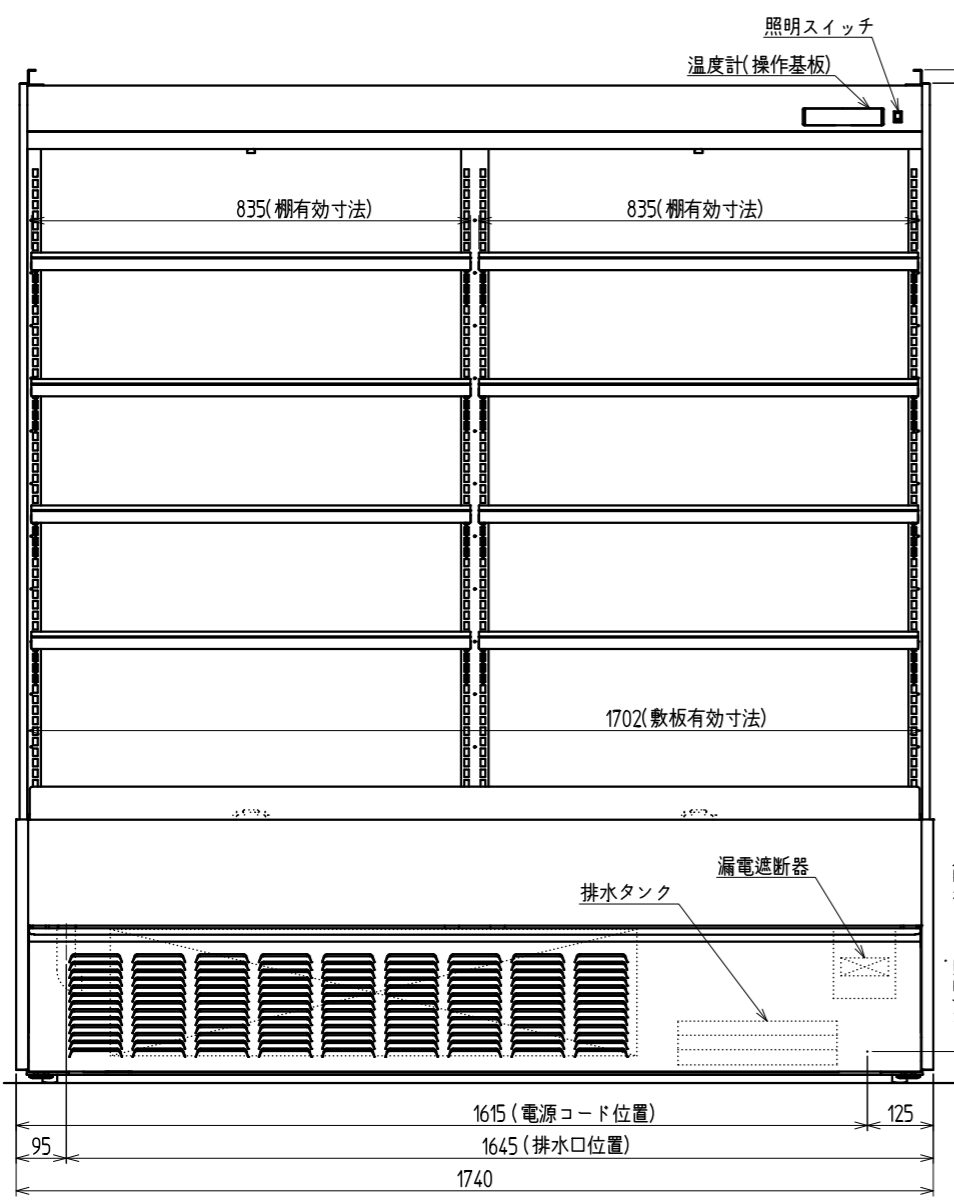 照明スイッチ
温度計(操作基板)
835(棚有効寸法)
835(棚有効寸法)
1702(敷板有効寸法)
漏電遮断器
排水タンク
1615(電源コード位置)
125
95
1645(排水口位置)
1740